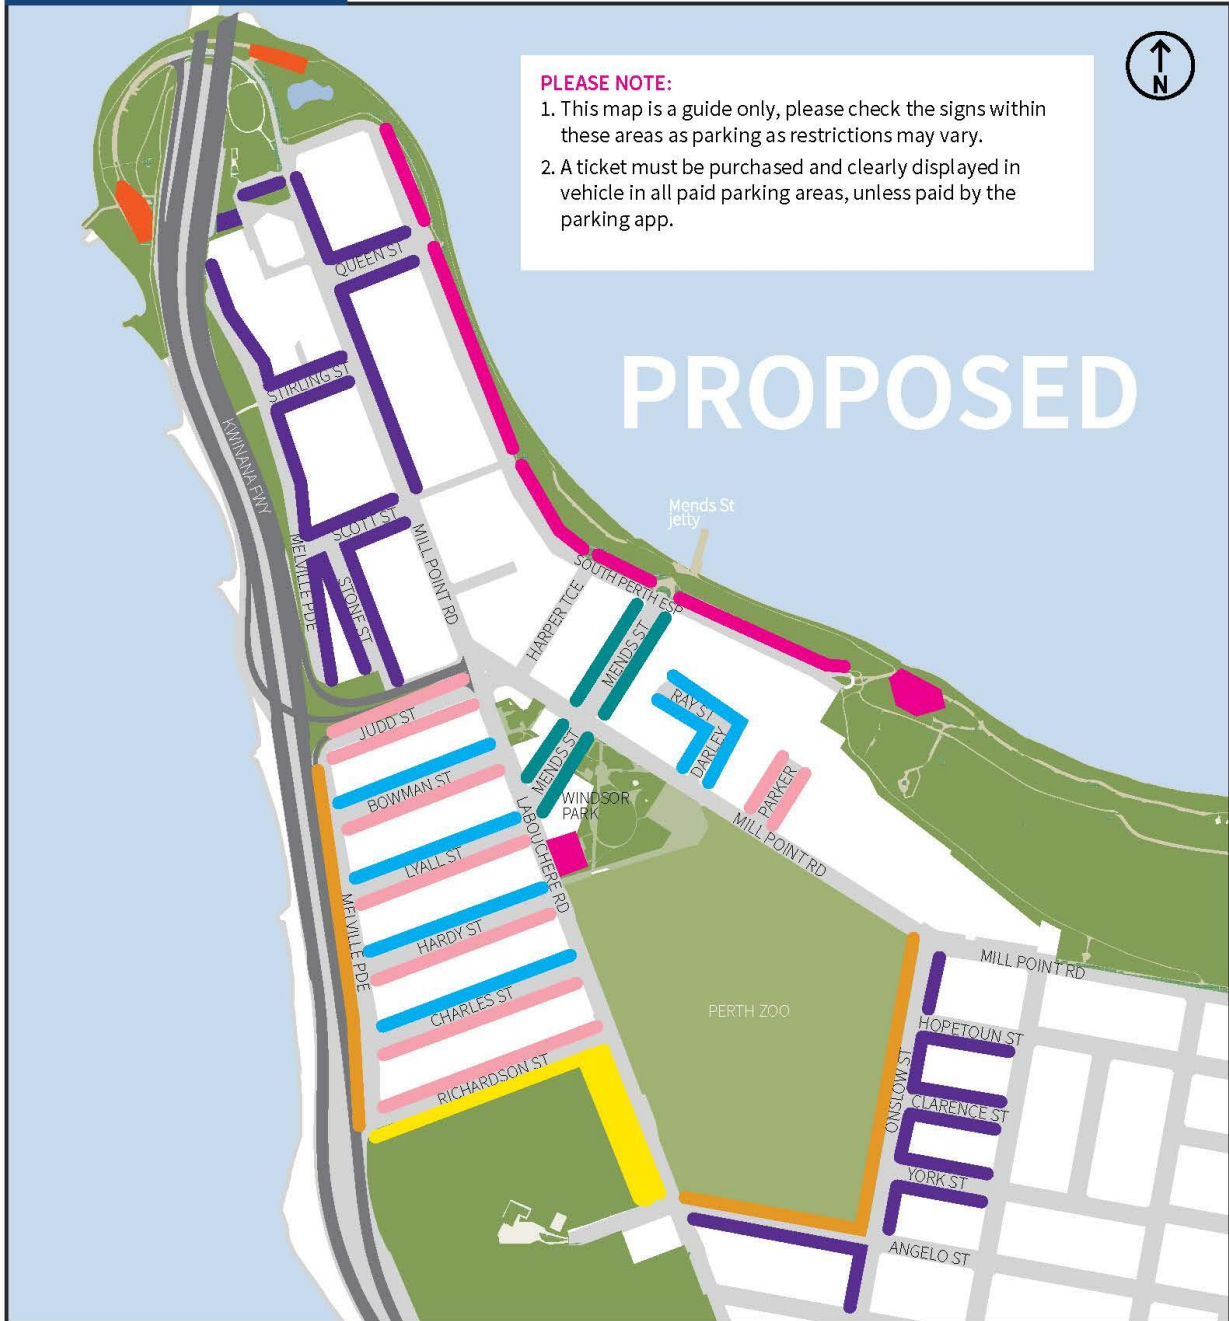 N
PLEASE NOTE:
1. This map is a guide only, please check the signs within
these areas as parking as restrictions may vary.
2. A ticket must be purchased and clearly displayed in
vehicle in all paid parking areas, unless paid by the
parking app.
QUEEN ST
PROPOSED
STIRLING ST
KWINANA FWY
Mends St
jetty
SCOTT ST
MELVILLE PDE
STONE ST
MILL POINT RD
SOUTH PERTH ESP
HARPER TCE
MENDS ST
RAY ST
DARLEY
JUDD ST
MENDS ST
PARKER
BOWMAN ST
WINDSOR
PARK
LABOUCHERE RD
MILL POINT RD
LYALL ST
MELVILLE PDE
HARDY ST
MILL POINT RD
CHARLES ST
PERTH ZOO
HOPETOUN ST
ONSLOW ST
RICHARDSON ST
CLARENCE ST
YORK ST
ANGELO ST